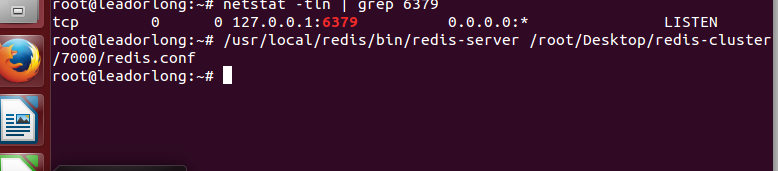 root@leadorlong:~# netstat -tln | grep 6379
tcp        0      0 127.0.0.1:6379          0.0.0.0:*               LISTEN
root@leadorlong:~# /usr/local/redis/bin/redis-server /root/Desktop/redis-cluster
/7000/redis.conf
root@leadorlong:~#